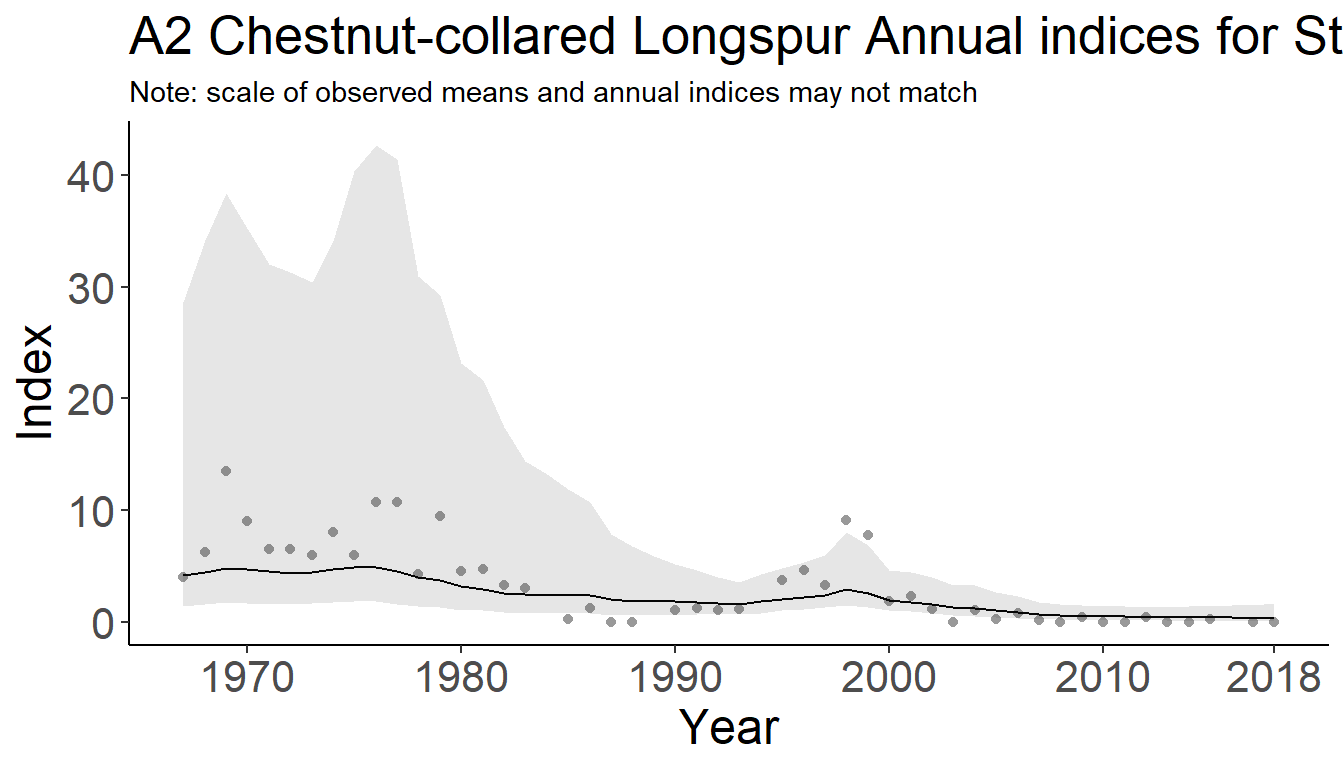 A2 Chestnut-collared Longspur Annual indices for St
Note: scale of observed means and annual indices may not match
40
30
20
10
0
Index
1970 1980 1990 2000 2010 2018
Year